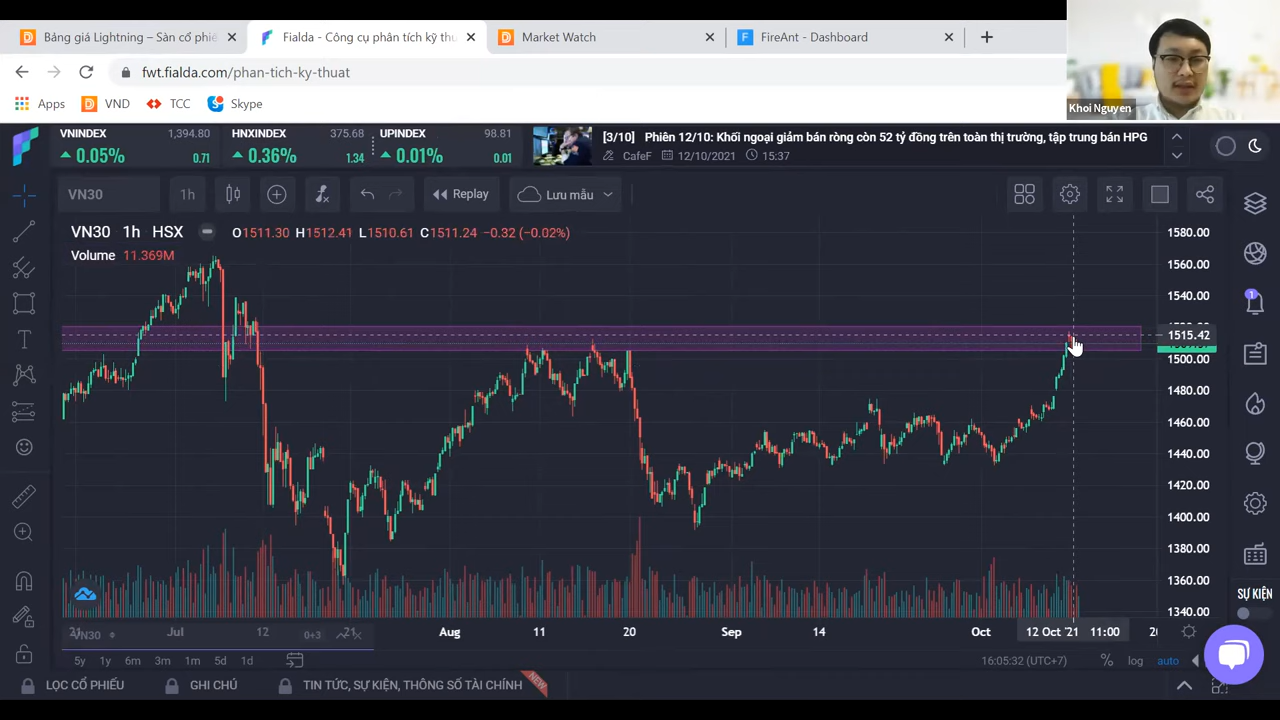 Bảng giá Lightning – Sàn cổ phiế
Fialda - Công cụ phân tích kỹ thu
Market Watch
FireAnt - Dashboard
fwt.fialda.com/phan-tich-ky-thuat
Apps VND TCC Skype
Khoi Nguyen
VNINDEX 1,394.80
0.05% 0.71
HNXINDEX 375.68
0.36% 1.34
UPINDEX 98.81
0.01% 0.01
[3/10] Phiên 12/10: Khối ngoại giảm bán ròng còn 52 tỷ đồng trên toàn thị trường, tập trung bán HPG
CafeF 12/10/2021 15:37
VN30 1h Replay Lưu mẫu
VN30 1h HSX O1511.30 H1512.41 L1510.61 C1511.24 −0.32 (−0.02%)
Volume 11.369M
1580.00
1560.00
1540.00
1515.42
1500.00
1480.00
1460.00
1440.00
1420.00
1400.00
1380.00
1360.00
1340.00
1
SỰ KIỆN
Jul 12 21 Aug 11 20 Sep 14 Oct 12 Oct '21 11:00
VN30 0+3
5y 1y 6m 3m 1m 5d 1d 16:05:32 (UTC+7) % log auto
LỌC CỔ PHIẾU GHI CHÚ TIN TỨC, SỰ KIỆN, THÔNG SỐ TÀI CHÍNH NEW